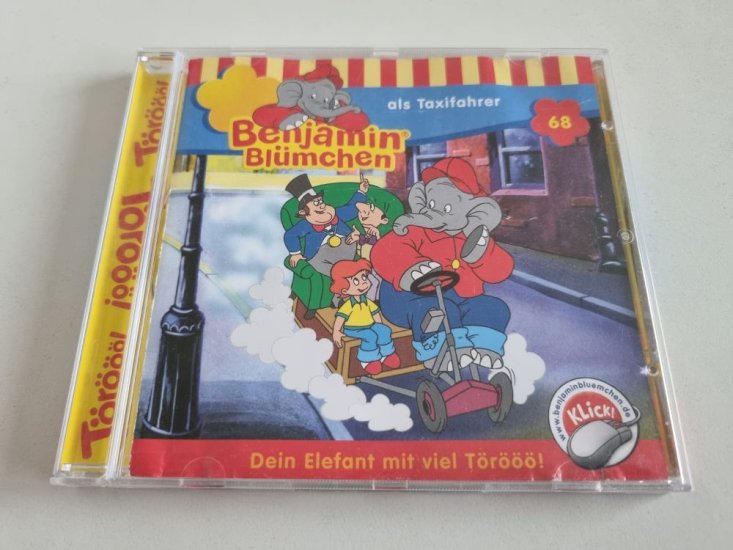 als Taxifahrer
68
Benjamin®
Blümchen
www.benjaminbluemchen.de
KLiCK!
Dein Elefant mit viel Törööö!
Törööö!
Törööö!
Törööö!